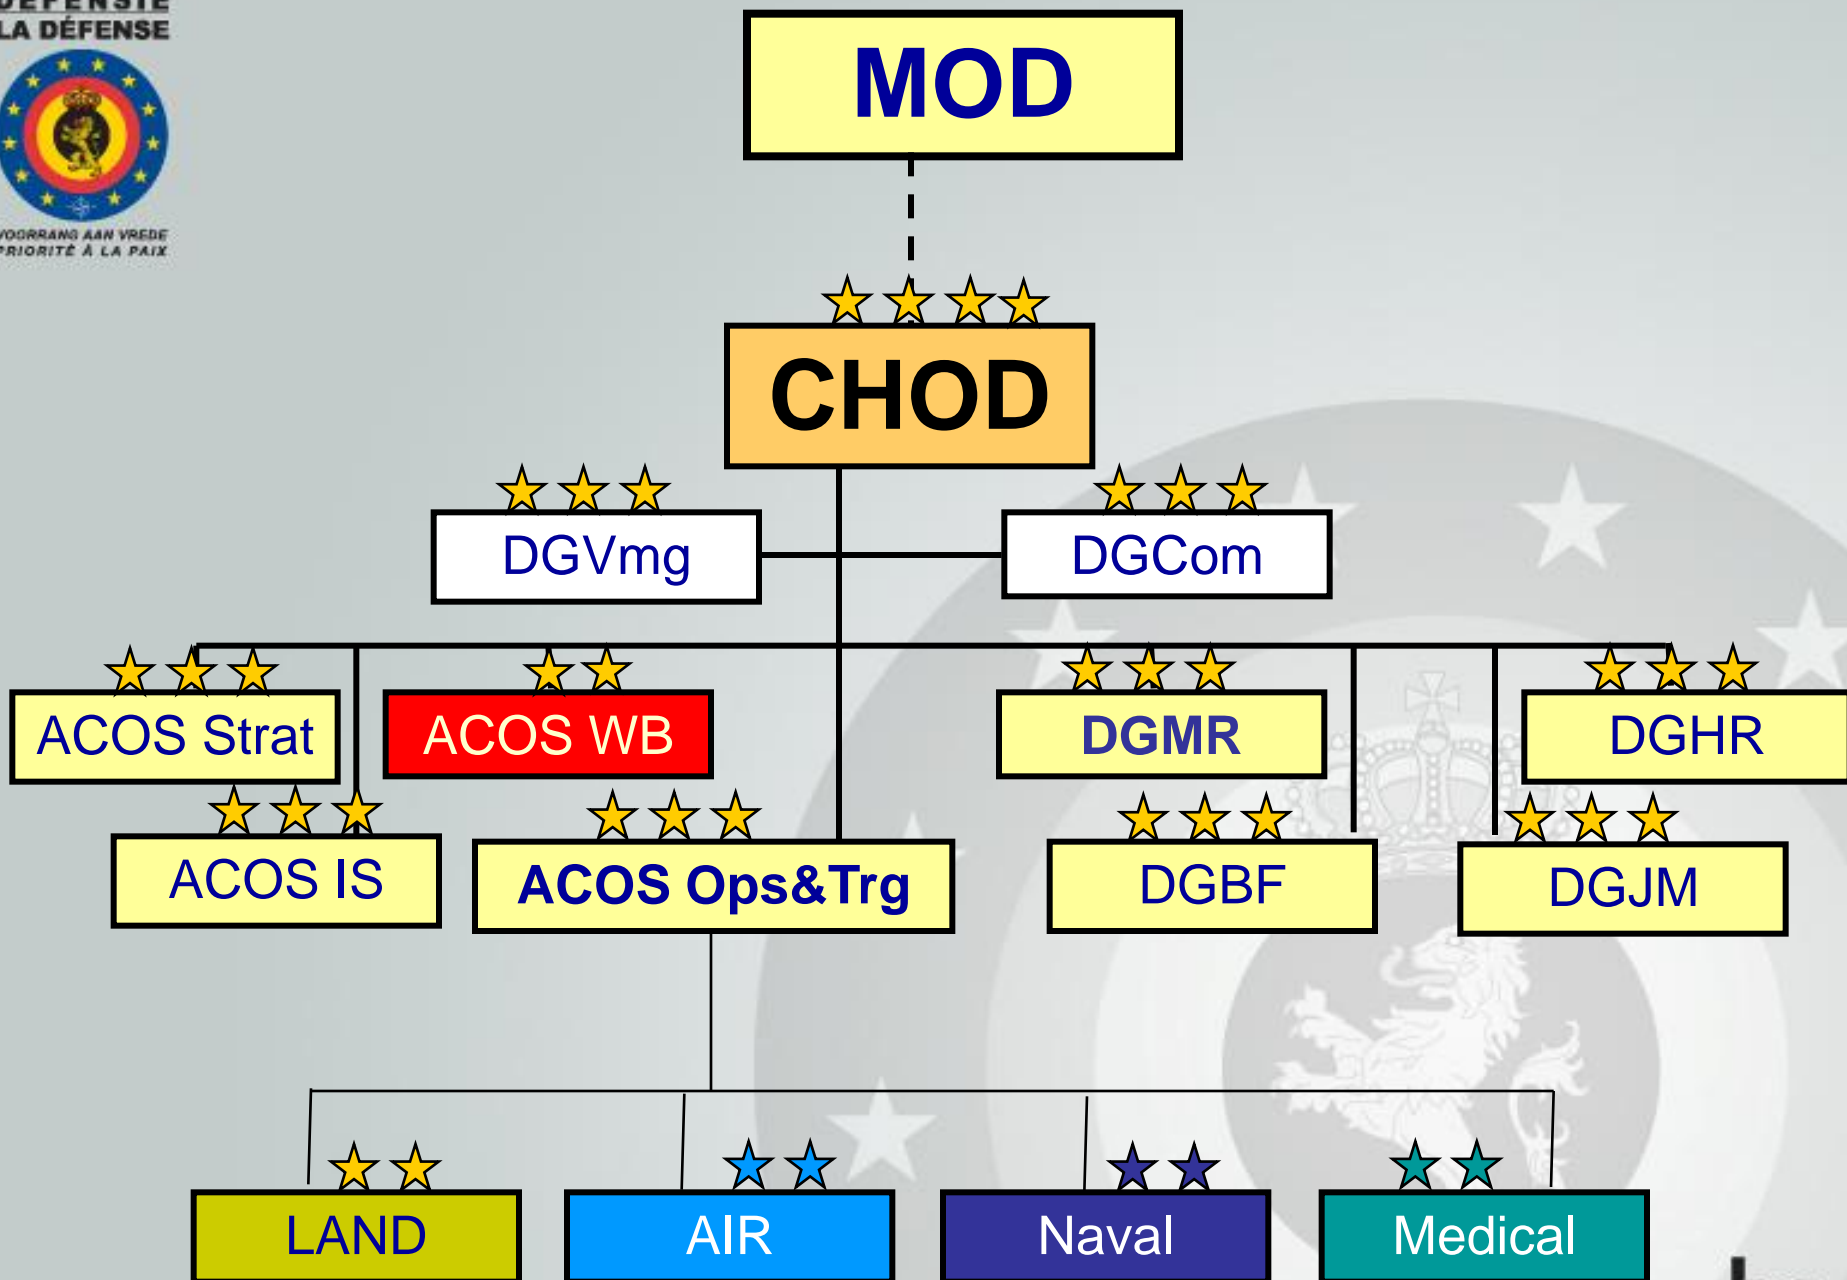 DEFENSIE
LA DÉFENSE
VOORRANG AAN VREDE
PRIORITÉ À LA PAIX
MOD
CHOD
DGVmg
DGCom
ACOS Strat
ACOS WB
DGMR
DGHR
ACOS IS
ACOS Ops&Trg
DGBF
DGJM
LAND
AIR
Naval
Medical